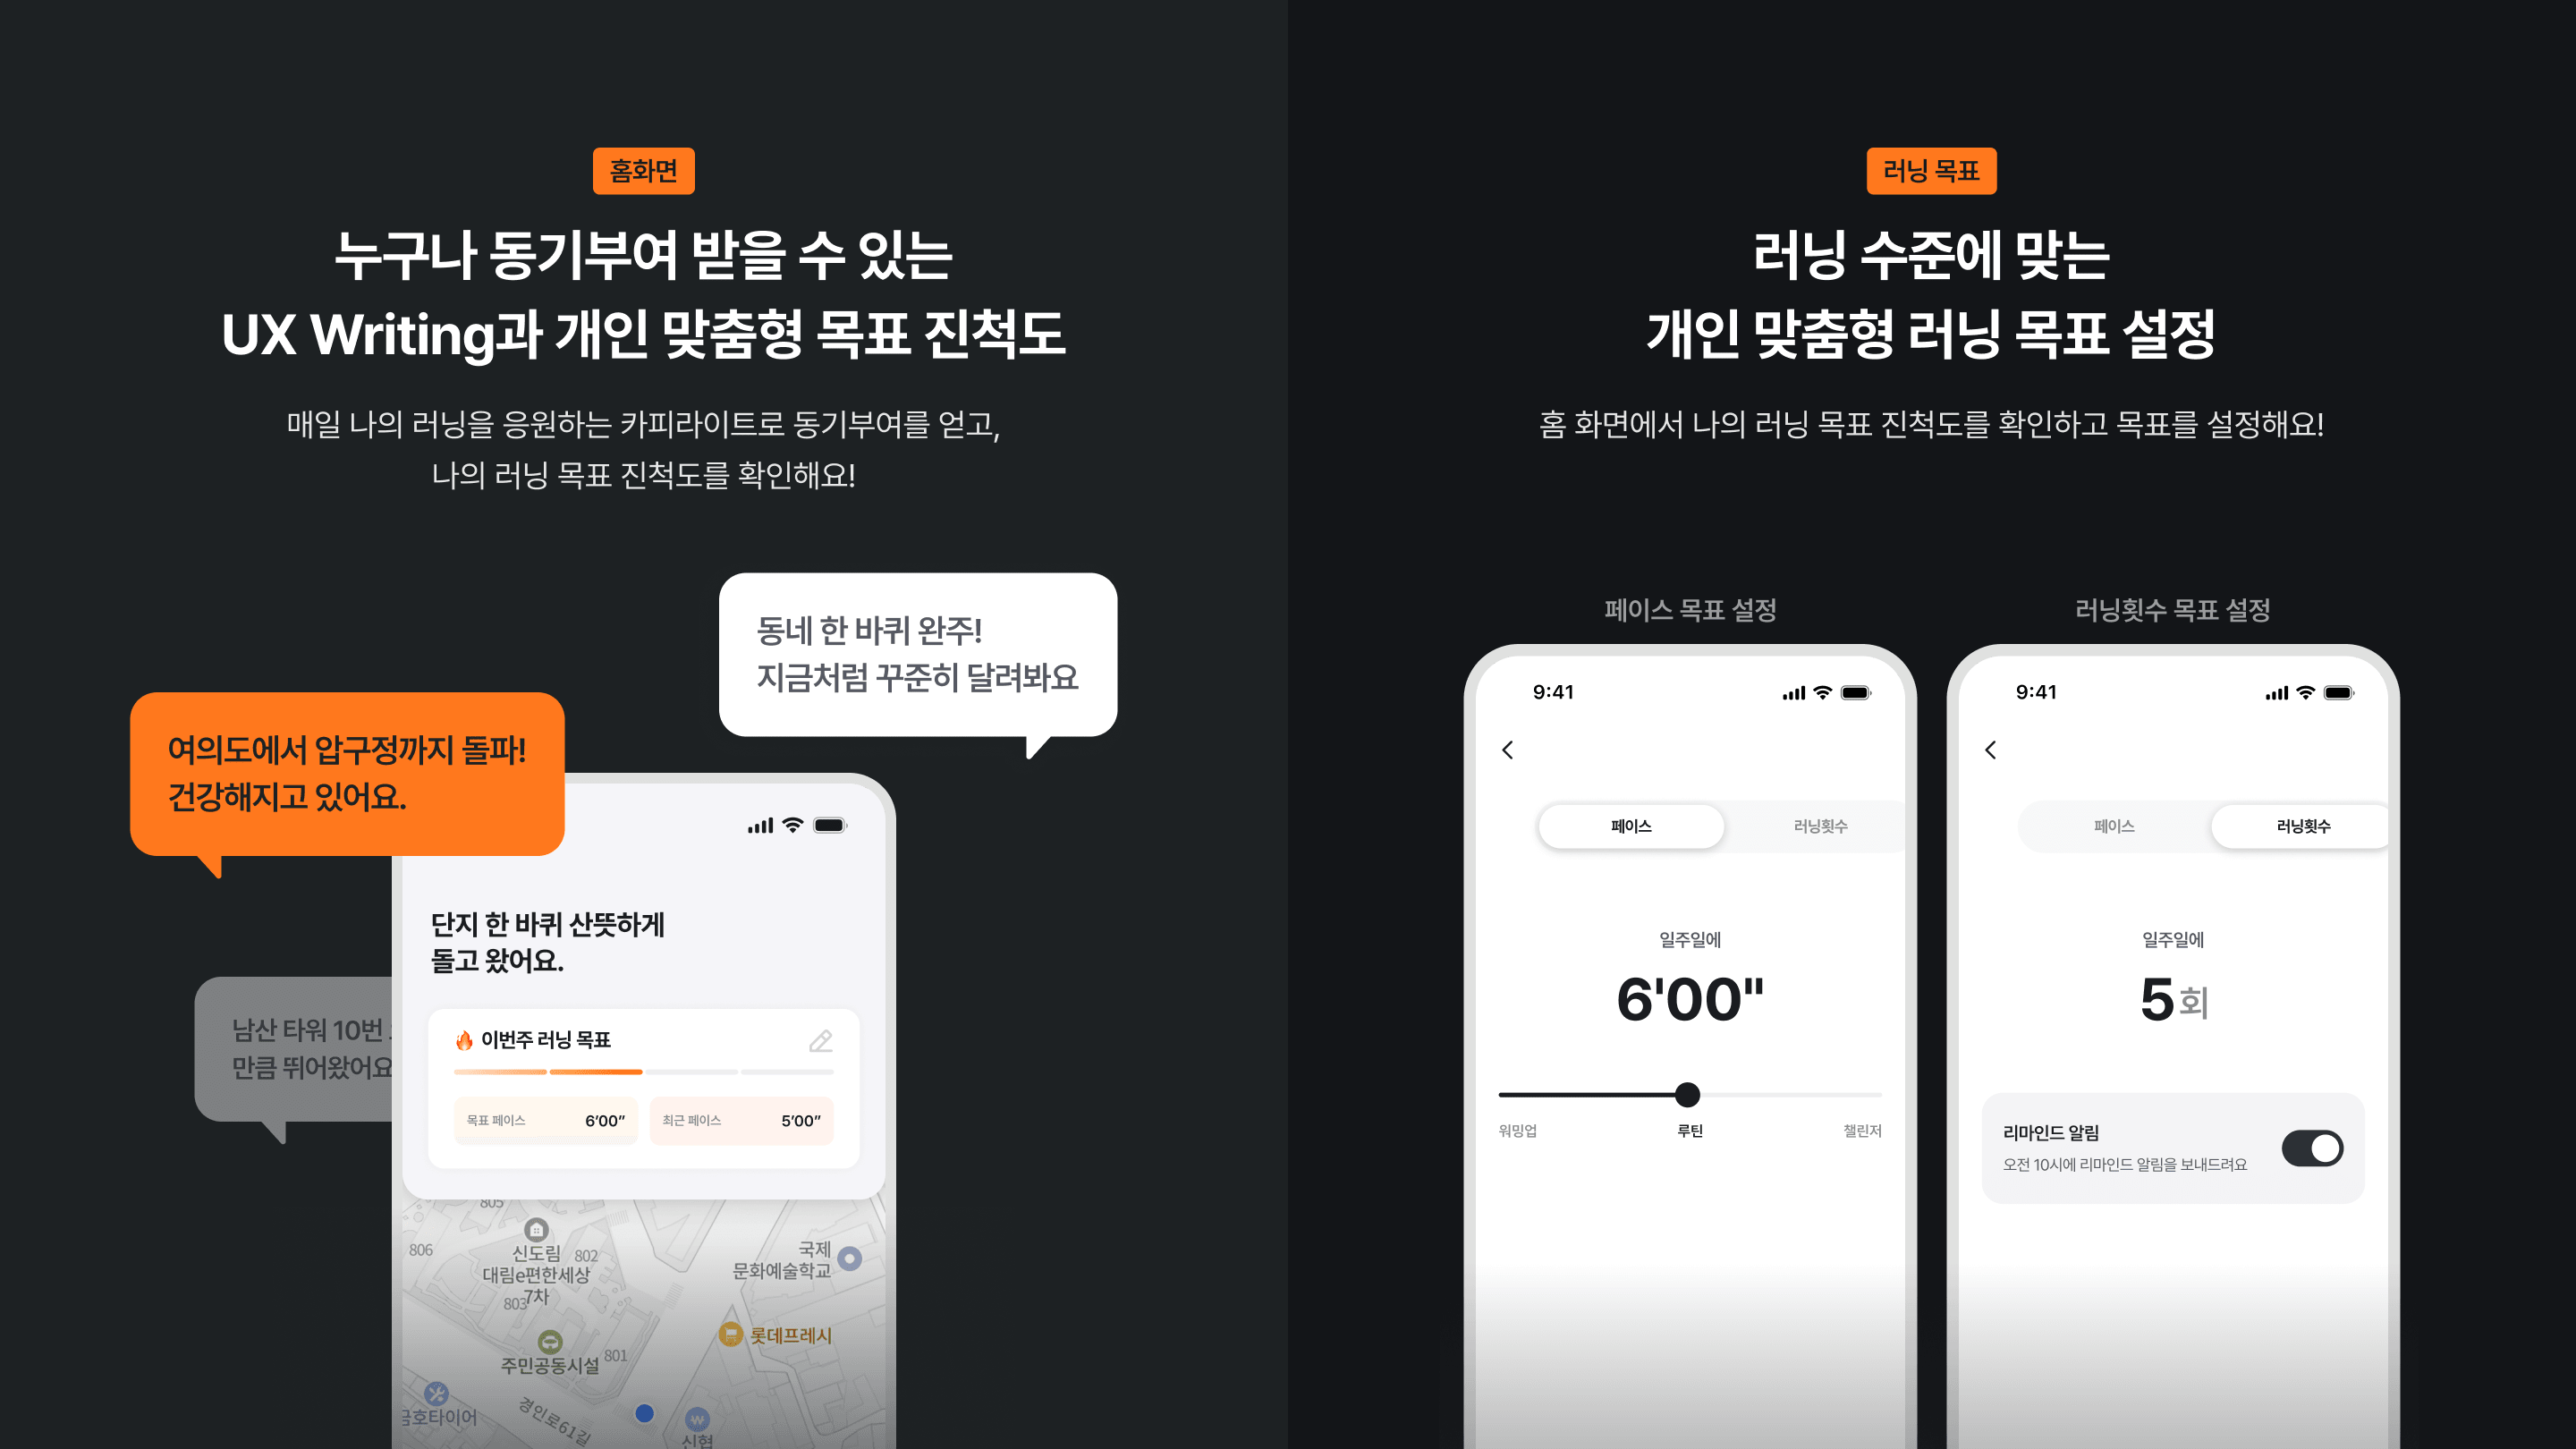 홈화면
누구나 동기부여 받을 수 있는
UX Writing과 개인 맞춤형 목표 진척도
매일 나의 러닝을 응원하는 카피라이트로 동기부여를 얻고,
나의 러닝 목표 진척도를 확인해요!
동네 한 바퀴 완주!
지금처럼 꾸준히 달려봐요
여의도에서 압구정까지 돌파!
건강해지고 있어요.
남산 타워 10번
만큼 뛰어왔어요
단지 한 바퀴 산뜻하게
돌고 왔어요.
이번주 러닝 목표
목표 페이스 6'00"
최근 페이스 5'00"
805
806
신도림
대림e편한세상
7차
802
803
국제
문화예술학교
롯데프레시
주민공동시설
801
금호타이어
경인로61길
신협
러닝 목표
러닝 수준에 맞는
개인 맞춤형 러닝 목표 설정
홈 화면에서 나의 러닝 목표 진척도를 확인하고 목표를 설정해요!
페이스 목표 설정
9:41
페이스 러닝횟수
일주일에
6'00"
워밍업 루틴 챌린저
러닝횟수 목표 설정
9:41
페이스 러닝횟수
일주일에
5회
리마인드 알림
오전 10시에 리마인드 알림을 보내드려요